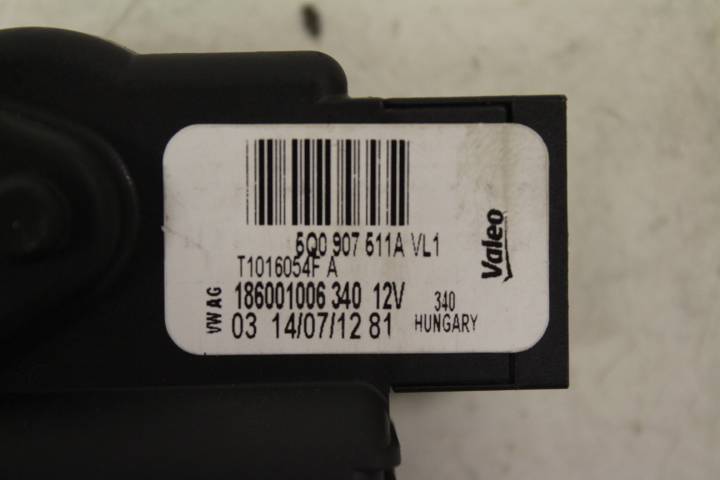 5Q0 907 511A VL1
T1016054F A
186001006 340 12V
03 14/07/12 81
VW AG
340
HUNGARY
Valeo